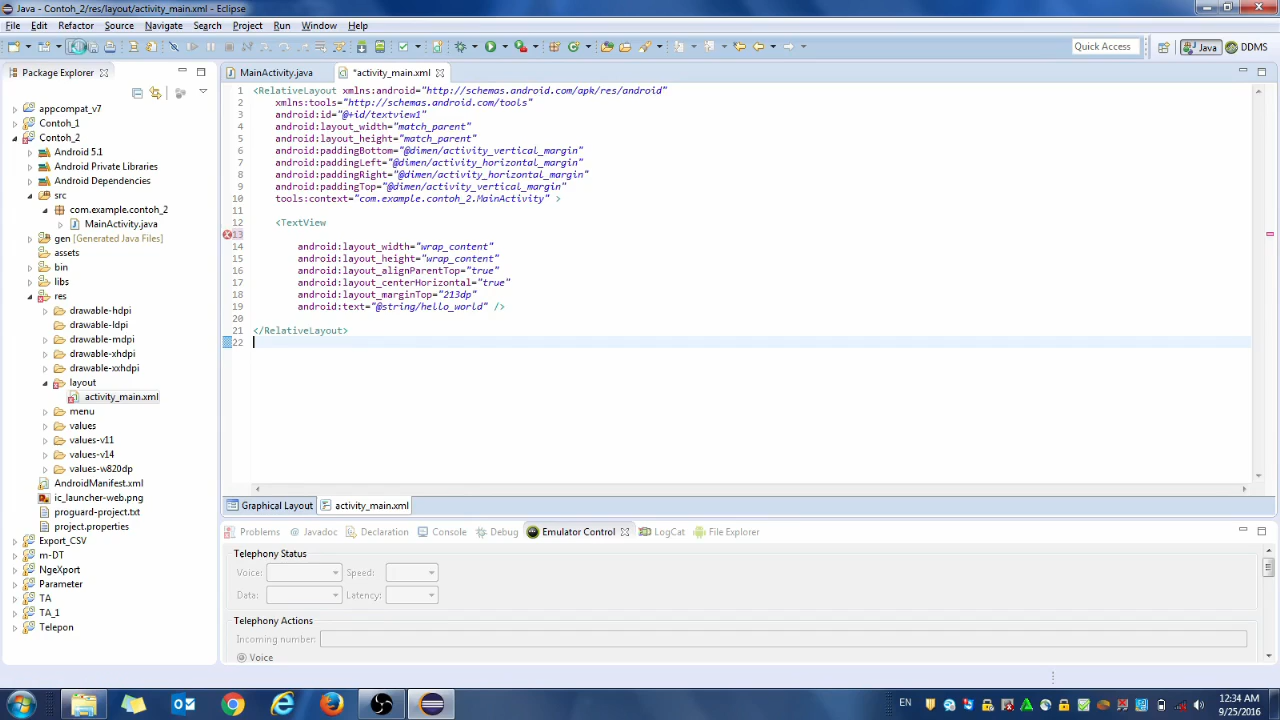 Java - Contoh_2/res/layout/activity_main.xml - Eclipse
File Edit Refactor Source Navigate Search Project Run Window Help
Quick Access
Java
DDMS
Package Explorer
appcompat_v7
Contoh_1
Contoh_2
Android 5.1
Android Private Libraries
Android Dependencies
src
com.example.contoh_2
MainActivity.java
gen [Generated Java Files]
assets
bin
libs
res
drawable-hdpi
drawable-ldpi
drawable-mdpi
drawable-xhdpi
drawable-xxhdpi
layout
activity_main.xml
menu
values
values-v11
values-v14
values-w820dp
AndroidManifest.xml
ic_launcher-web.png
proguard-project.txt
project.properties
Export_CSV
m-DT
NgeXport
Parameter
TA
TA_1
Telepon
MainActivity.java
*activity_main.xml
1 <RelativeLayout xmlns:android="http://schemas.android.com/apk/res/android"
2 xmlns:tools="http://schemas.android.com/tools"
3 android:id="@+id/textview1"
4 android:layout_width="match_parent"
5 android:layout_height="match_parent"
6 android:paddingBottom="@dimen/activity_vertical_margin"
7 android:paddingLeft="@dimen/activity_horizontal_margin"
8 android:paddingRight="@dimen/activity_horizontal_margin"
9 android:paddingTop="@dimen/activity_vertical_margin"
10 tools:context="com.example.contoh_2.MainActivity" >
11
12 <TextView
13
14 android:layout_width="wrap_content"
15 android:layout_height="wrap_content"
16 android:layout_alignParentTop="true"
17 android:layout_centerHorizontal="true"
18 android:layout_marginTop="213dp"
19 android:text="@string/hello_world" />
20
21 </RelativeLayout>
22
Graphical Layout
activity_main.xml
Problems Javadoc Declaration Console Debug Emulator Control LogCat File Explorer
Telephony Status
Voice: Speed:
Data: Latency:
Telephony Actions
Incoming number:
Voice
EN
12:34 AM
9/25/2016